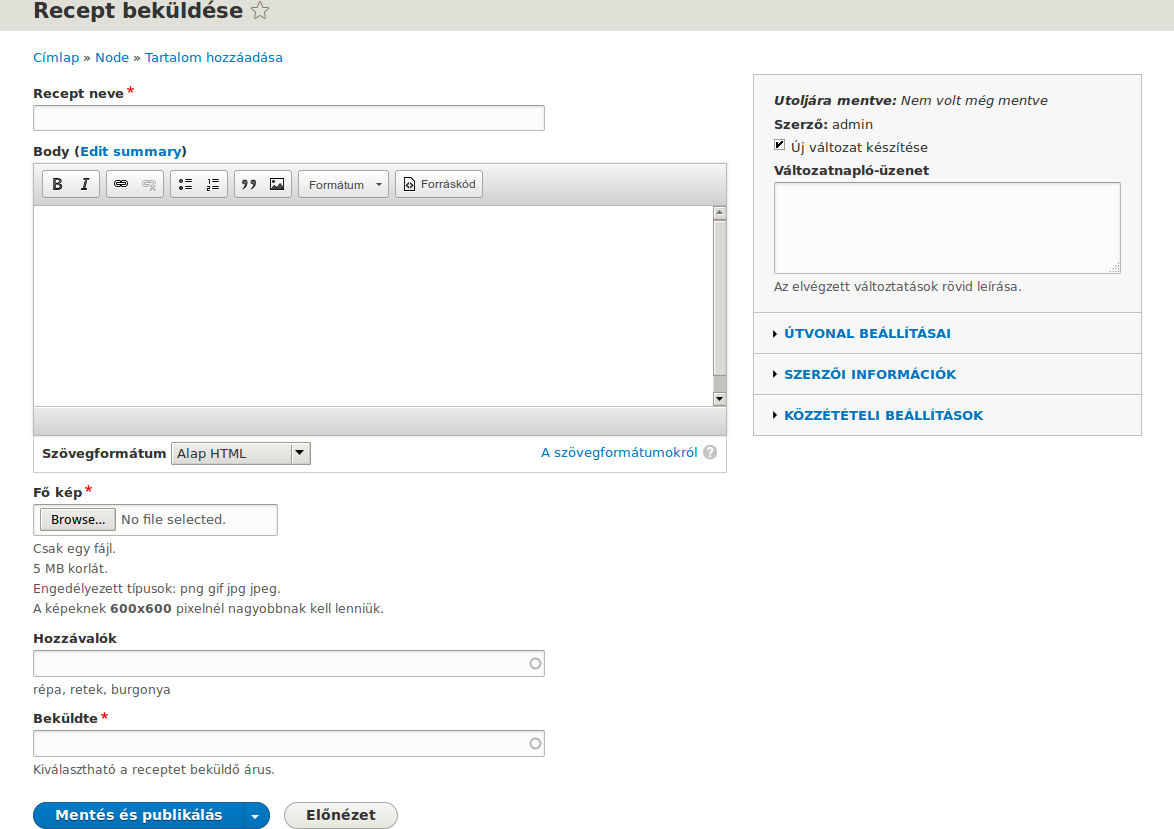 Recept beküldése
Címlap » Node » Tartalom hozzáadása
Recept neve*
Body (Edit summary)
B I Formátum Forráskód
Szövegformátum Alap HTML A szövegformátumokról ?
Fő kép*
Browse... No file selected.
Csak egy fájl.
5 MB korlát.
Engedélyezett típusok: png gif jpg jpeg.
A képeknek 600x600 pixelnél nagyobbnak kell lenniük.
Hozzávalók
répa, retek, burgonya
Beküldte*
Kiválasztható a receptet beküldő árus.
Mentés és publikálás Előnézet
Utoljára mentve: Nem volt még mentve
Szerző: admin
Új változat készítése
Változatnapló-üzenet
Az elvégzett változtatások rövid leírása.
ÚTVONAL BEÁLLÍTÁSAI
SZERZŐI INFORMÁCIÓK
KÖZZÉTÉTELI BEÁLLÍTÁSOK